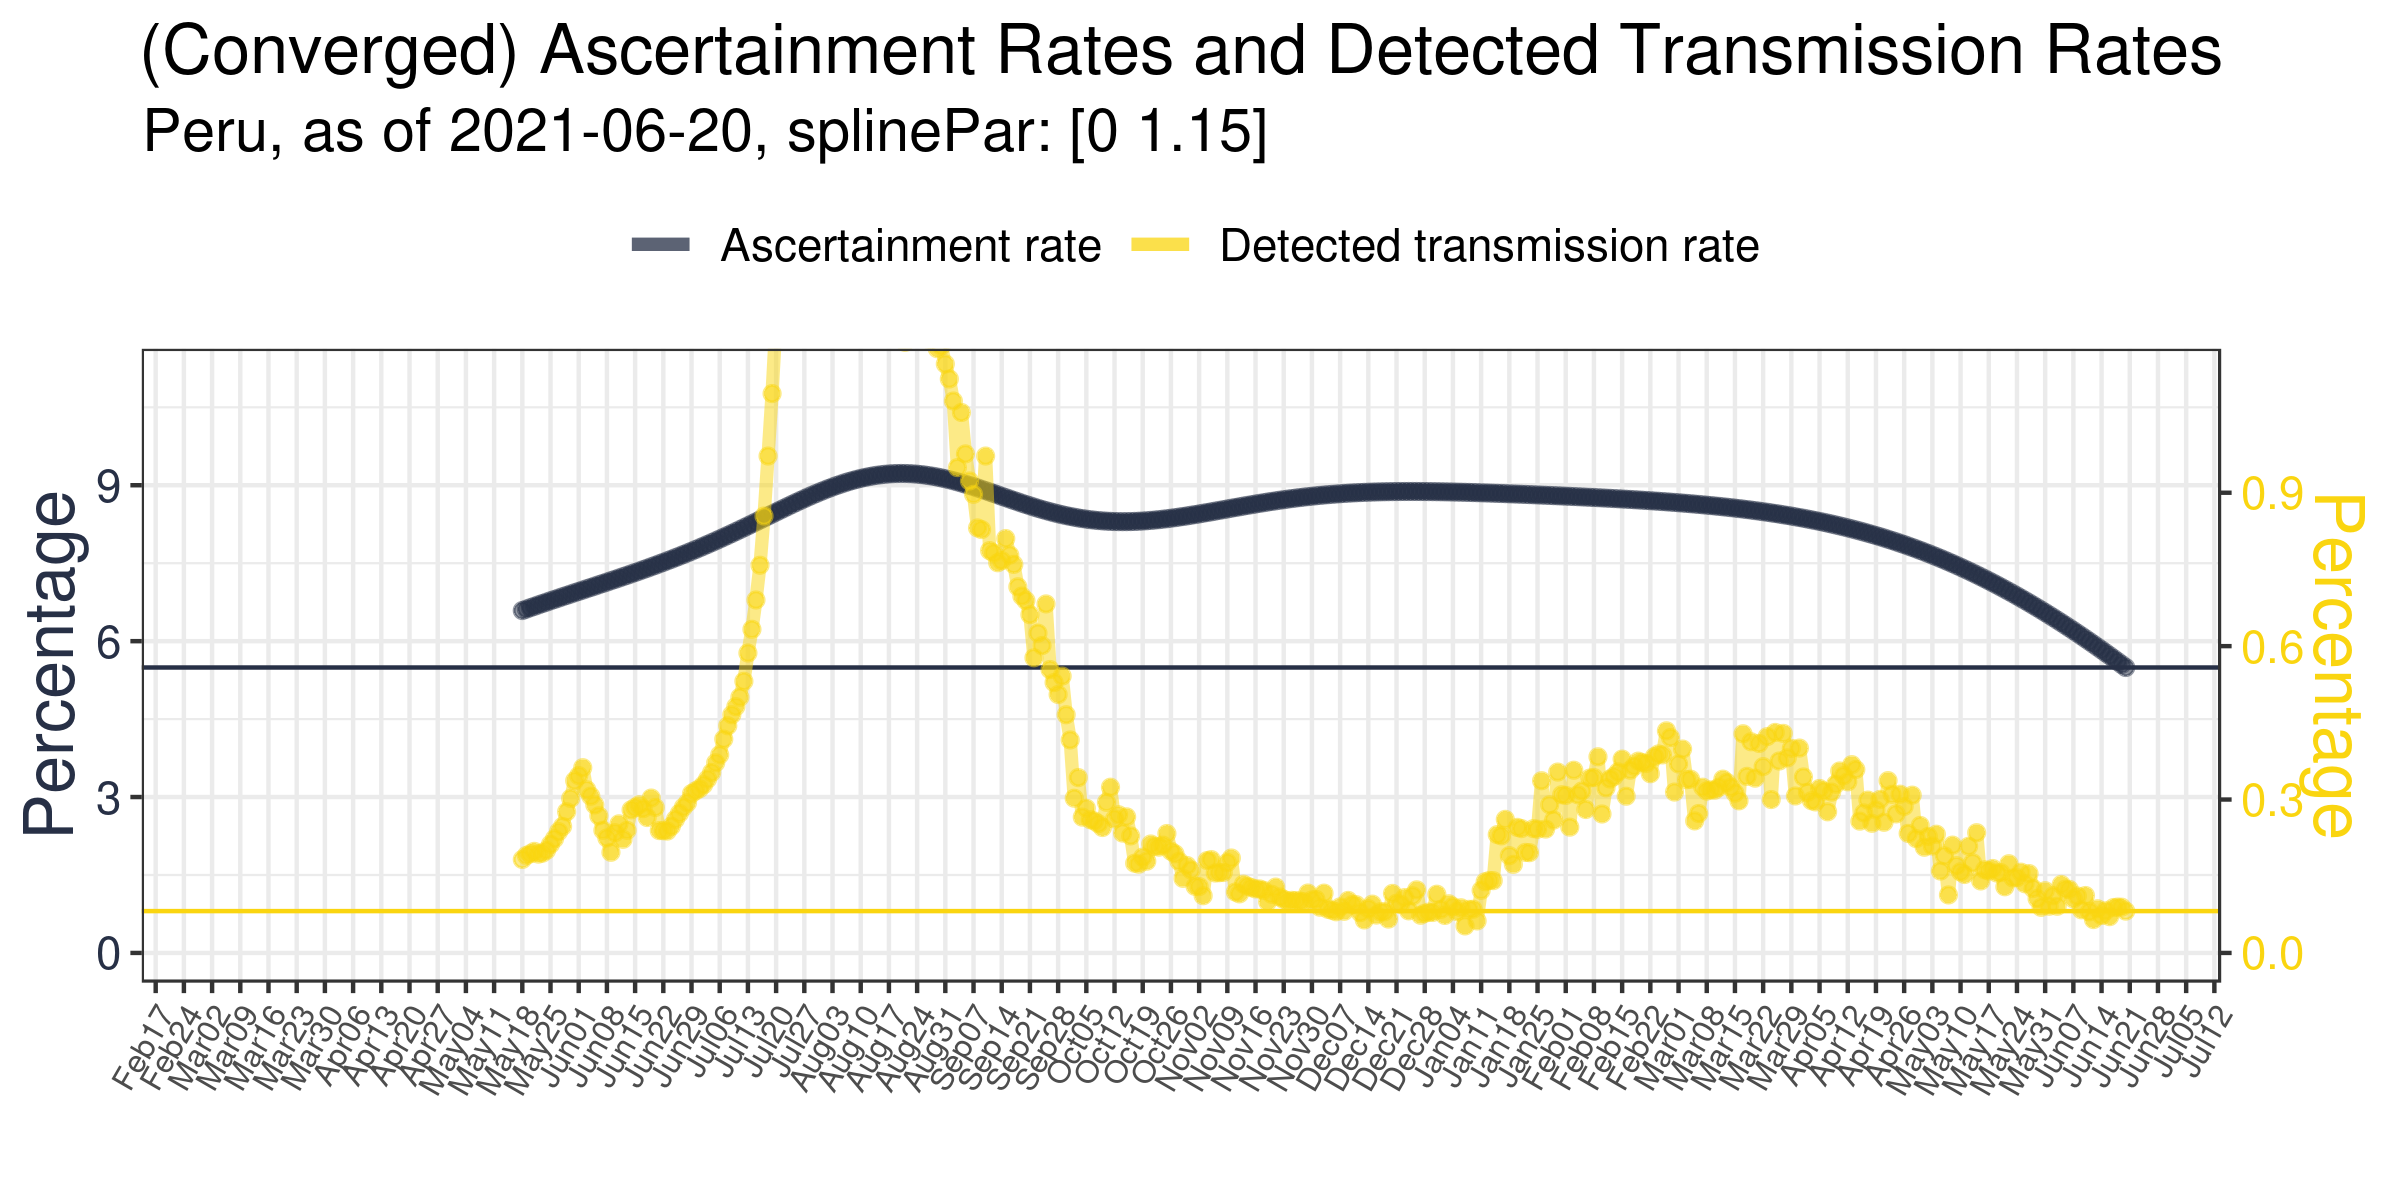 (Converged) Ascertainment Rates and Detected Transmission Rates
Peru, as of 2021-06-20, splinePar: [0 1.15]
Ascertainment rate
Detected transmission rate
Percentage
9
6
3
0
0.9
0.6
0.3
0.0
Percentage
Feb17
Feb24
Mar02
Mar09
Mar16
Mar23
Mar30
Apr06
Apr13
Apr20
Apr27
May04
May11
May18
May25
Jun01
Jun08
Jun15
Jun22
Jun29
Jul06
Jul13
Jul20
Jul27
Aug03
Aug10
Aug17
Aug24
Aug31
Sep07
Sep14
Sep21
Sep28
Oct05
Oct12
Oct19
Oct26
Nov02
Nov09
Nov16
Nov23
Nov30
Dec07
Dec14
Dec21
Dec28
Jan04
Jan11
Jan18
Jan25
Feb01
Feb08
Feb15
Feb22
Mar01
Mar08
Mar15
Mar22
Mar29
Apr05
Apr12
Apr19
Apr26
May03
May10
May17
May24
May31
Jun07
Jun14
Jun21
Jun28
Jul05
Jul12